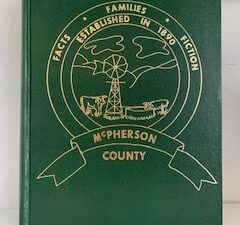 FACTS * FAMILIES * FICTION
ESTABLISHED IN 1890
McPHERSON
COUNTY